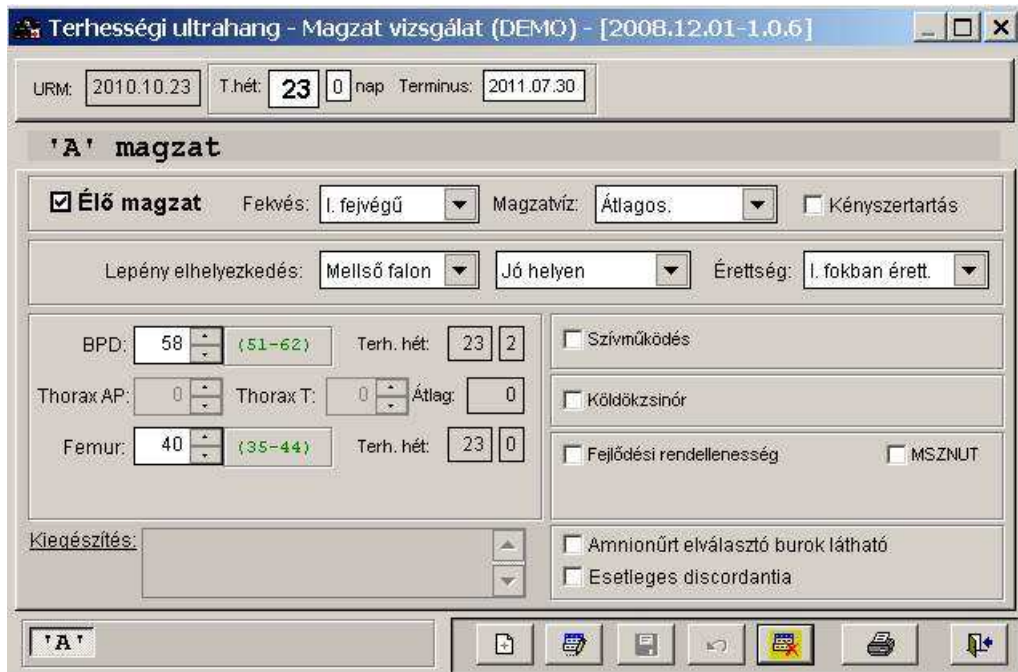 Terhességi ultrahang - Magzat vizsgálat (DEMO) - [2008.12.01-1.0.6]
URM: 2010.10.23 T.hét: 23 0 nap Terminus: 2011.07.30
'A' magzat
Élő magzat Fekvés: I. fejvégű Magzatvíz: Átlagos. Kényszertartás
Lepény elhelyezkedés: Mellső falon Jó helyen Érettség: I. fokban érett.
BPD: 58 (51-62) Terh. hét: 23 2
Thorax AP: 0 Thorax T: 0 Átlag: 0
Femur: 40 (35-44) Terh. hét: 23 0
Szívműködés
Köldökzsinór
Fejlődési rendellenesség MSZNUT
Kiegészítés:
Amnionűrt elválasztó burok látható
Esetleges discordantia
'A'